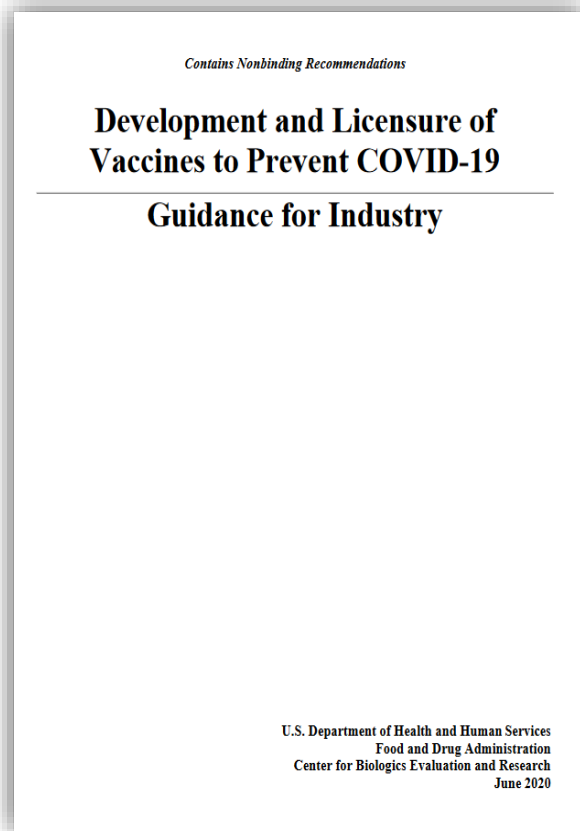 Contains Nonbinding Recommendations
Development and Licensure of
Vaccines to Prevent COVID-19
Guidance for Industry
U.S. Department of Health and Human Services
Food and Drug Administration
Center for Biologics Evaluation and Research
June 2020